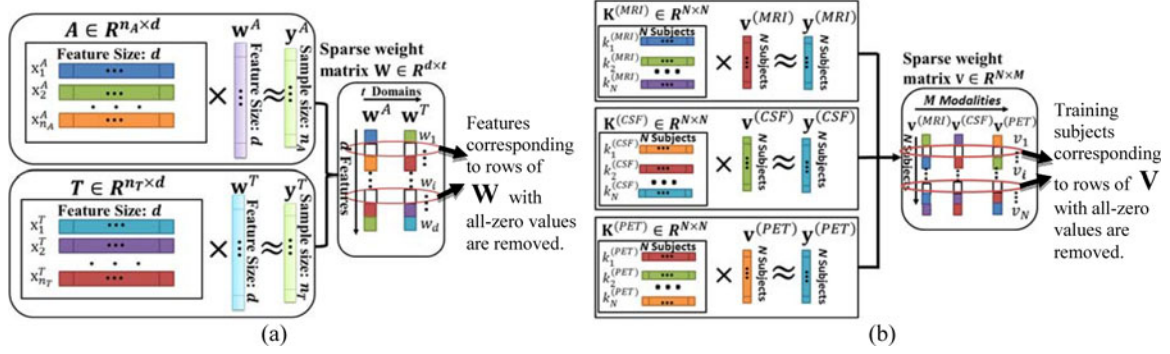 A ∈ R^{n_A×d}
Feature Size: d
x_1^A
x_2^A
x_{n_A}^A
w^A
Feature Size: d
y^A
Sample size: n_A
T ∈ R^{n_T×d}
Feature Size: d
x_1^T
x_2^T
x_{n_T}^T
w^T
Feature Size: d
y^T
Sample size: n_T
Sparse weight
matrix W ∈ R^{d×t}
t Domains
w^A w^T
d Features
w_1
w_i
w_d
Features
corresponding
to rows of
W with
all-zero values
are removed.
(a)
K^{(MRI)} ∈ R^{N×N}
N Subjects
k_1^{(MRI)}
k_2^{(MRI)}
k_N^{(MRI)}
v^{(MRI)}
N Subjects
y^{(MRI)}
N Subjects
K^{(CSF)} ∈ R^{N×N}
N Subjects
k_1^{(CSF)}
k_2^{(CSF)}
k_N^{(CSF)}
v^{(CSF)}
N Subjects
y^{(CSF)}
N Subjects
K^{(PET)} ∈ R^{N×N}
N Subjects
k_1^{(PET)}
k_2^{(PET)}
k_N^{(PET)}
v^{(PET)}
N Subjects
y^{(PET)}
N Subjects
Sparse weight
matrix V ∈ R^{N×M}
M Modalities
v^{(MRI)} v^{(CSF)} v^{(PET)}
N Subjects
v_1
v_i
v_N
Training
subjects
corresponding
to rows of V
with all-zero
values are
removed.
(b)